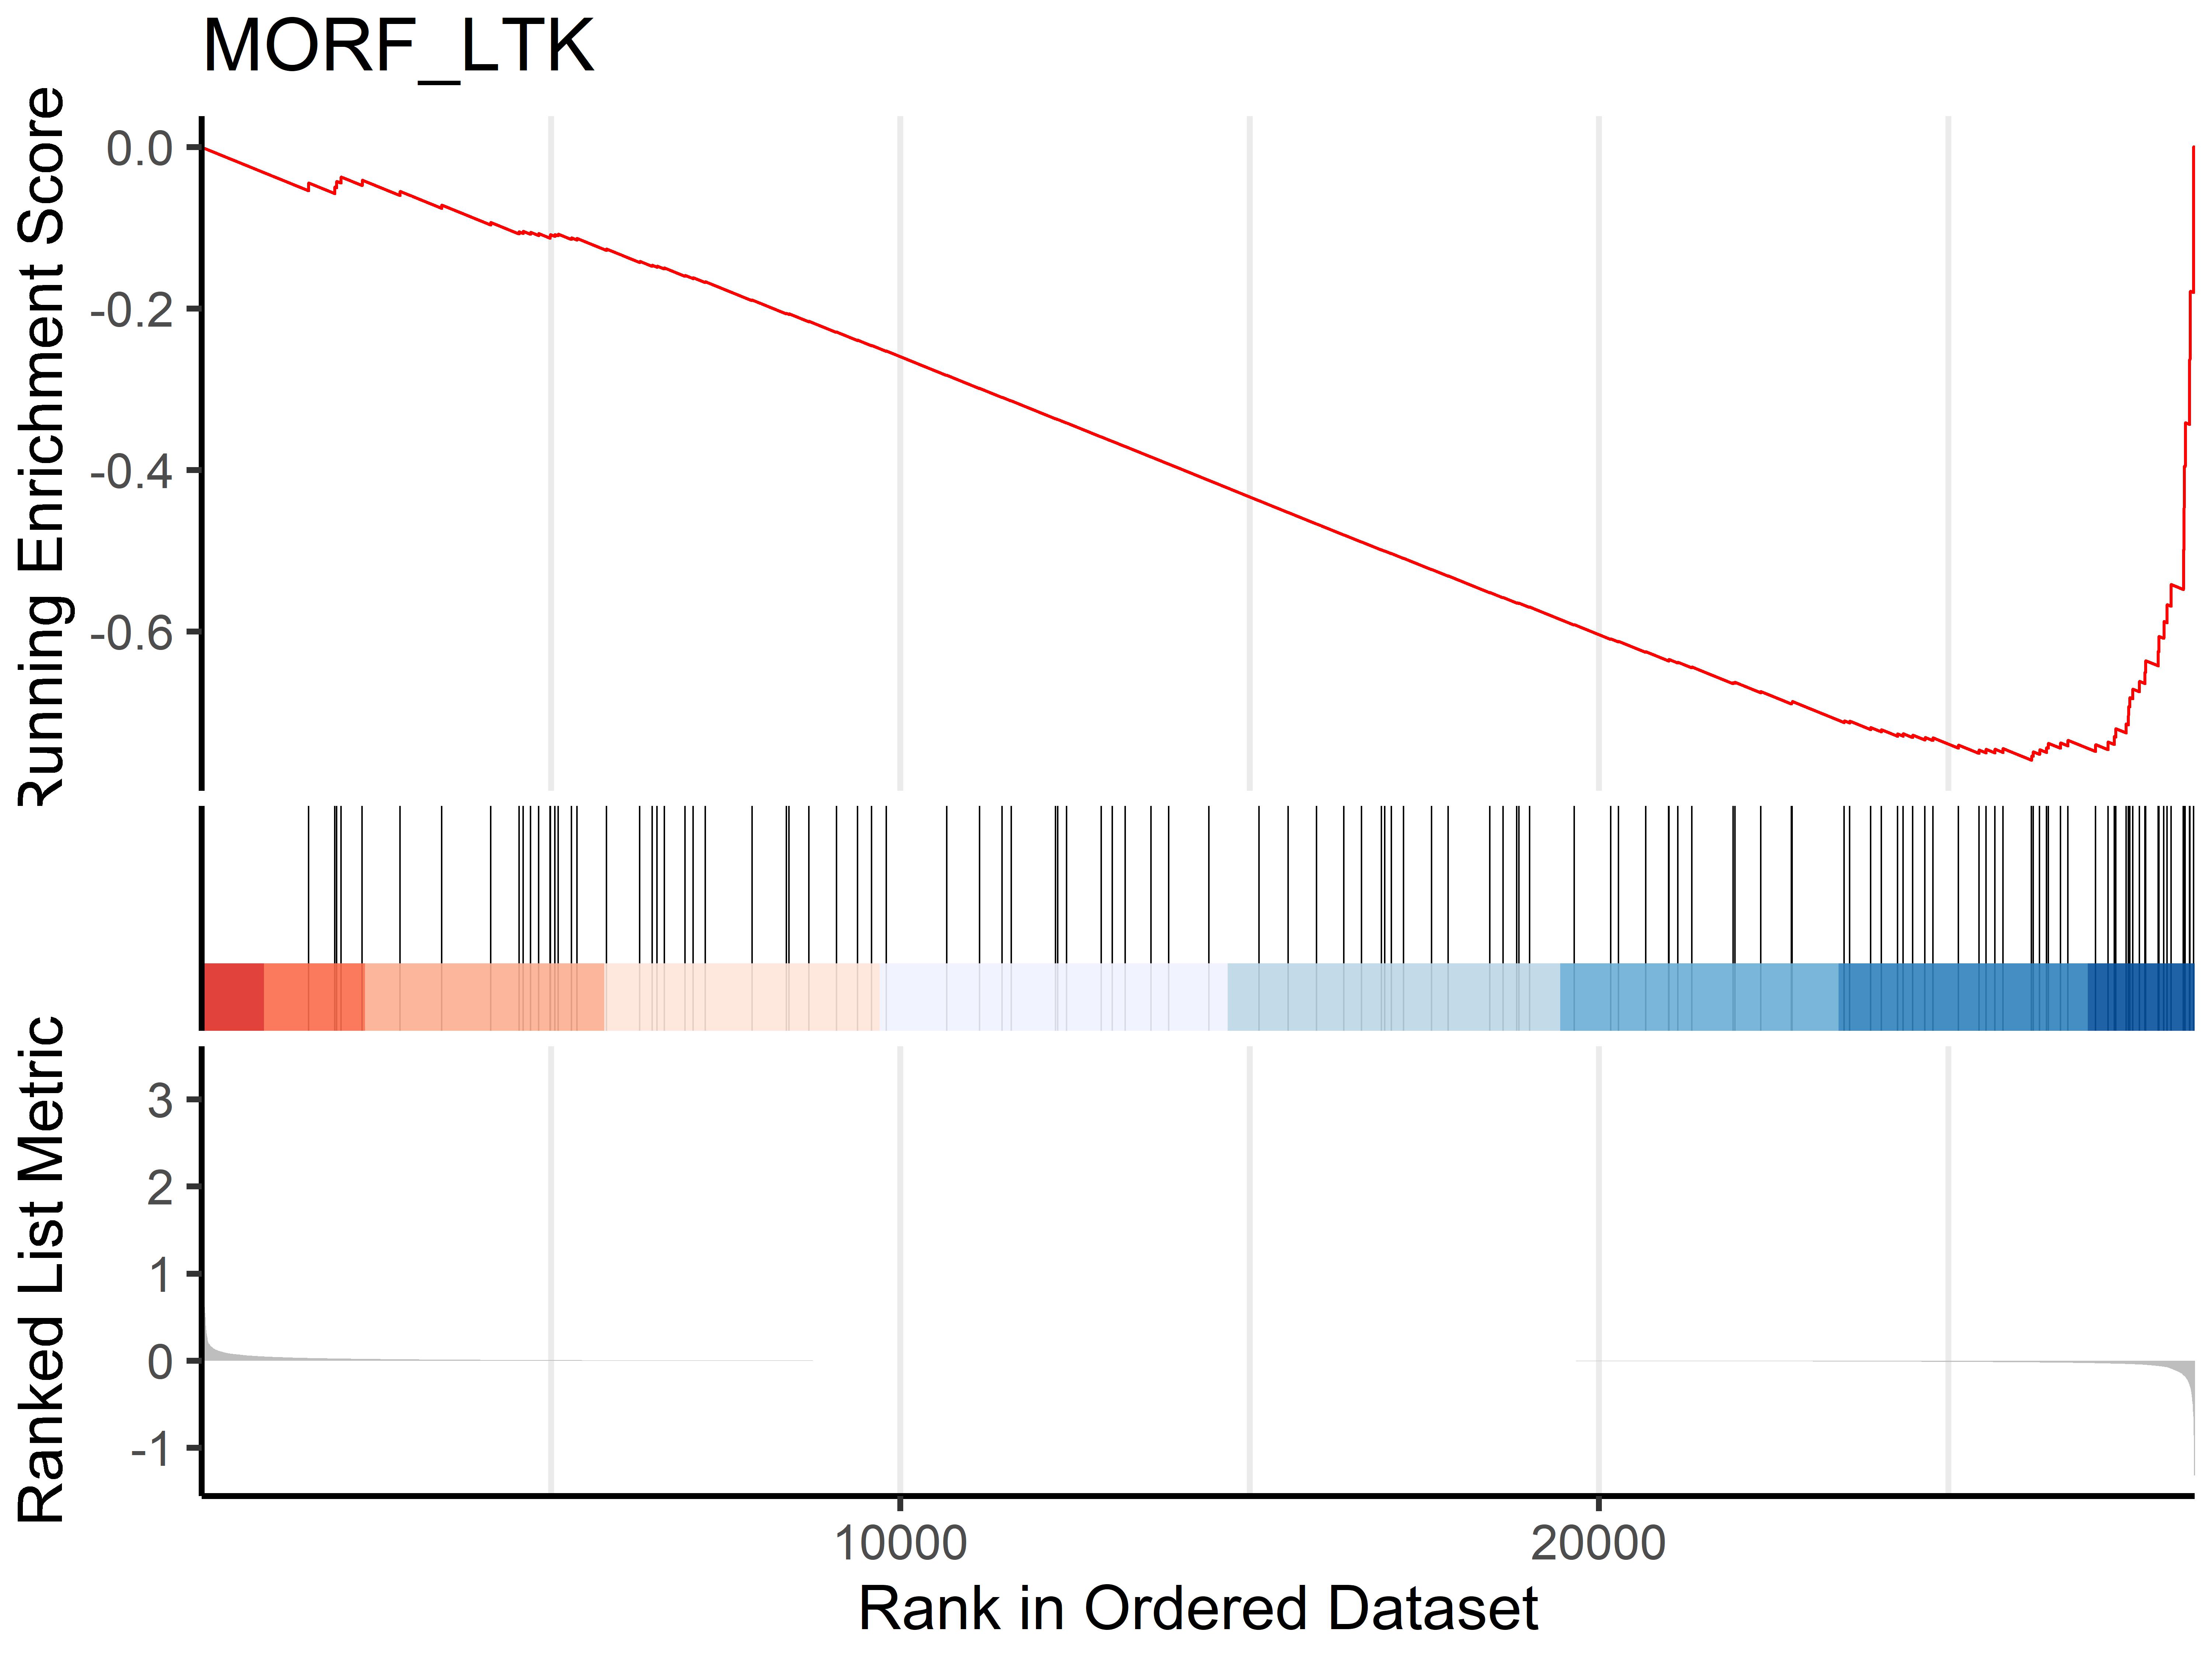 MORF_LTK
Running Enrichment Score
0.0
-0.2
-0.4
-0.6
Ranked List Metric
3
2
1
0
-1
10000
20000
Rank in Ordered Dataset